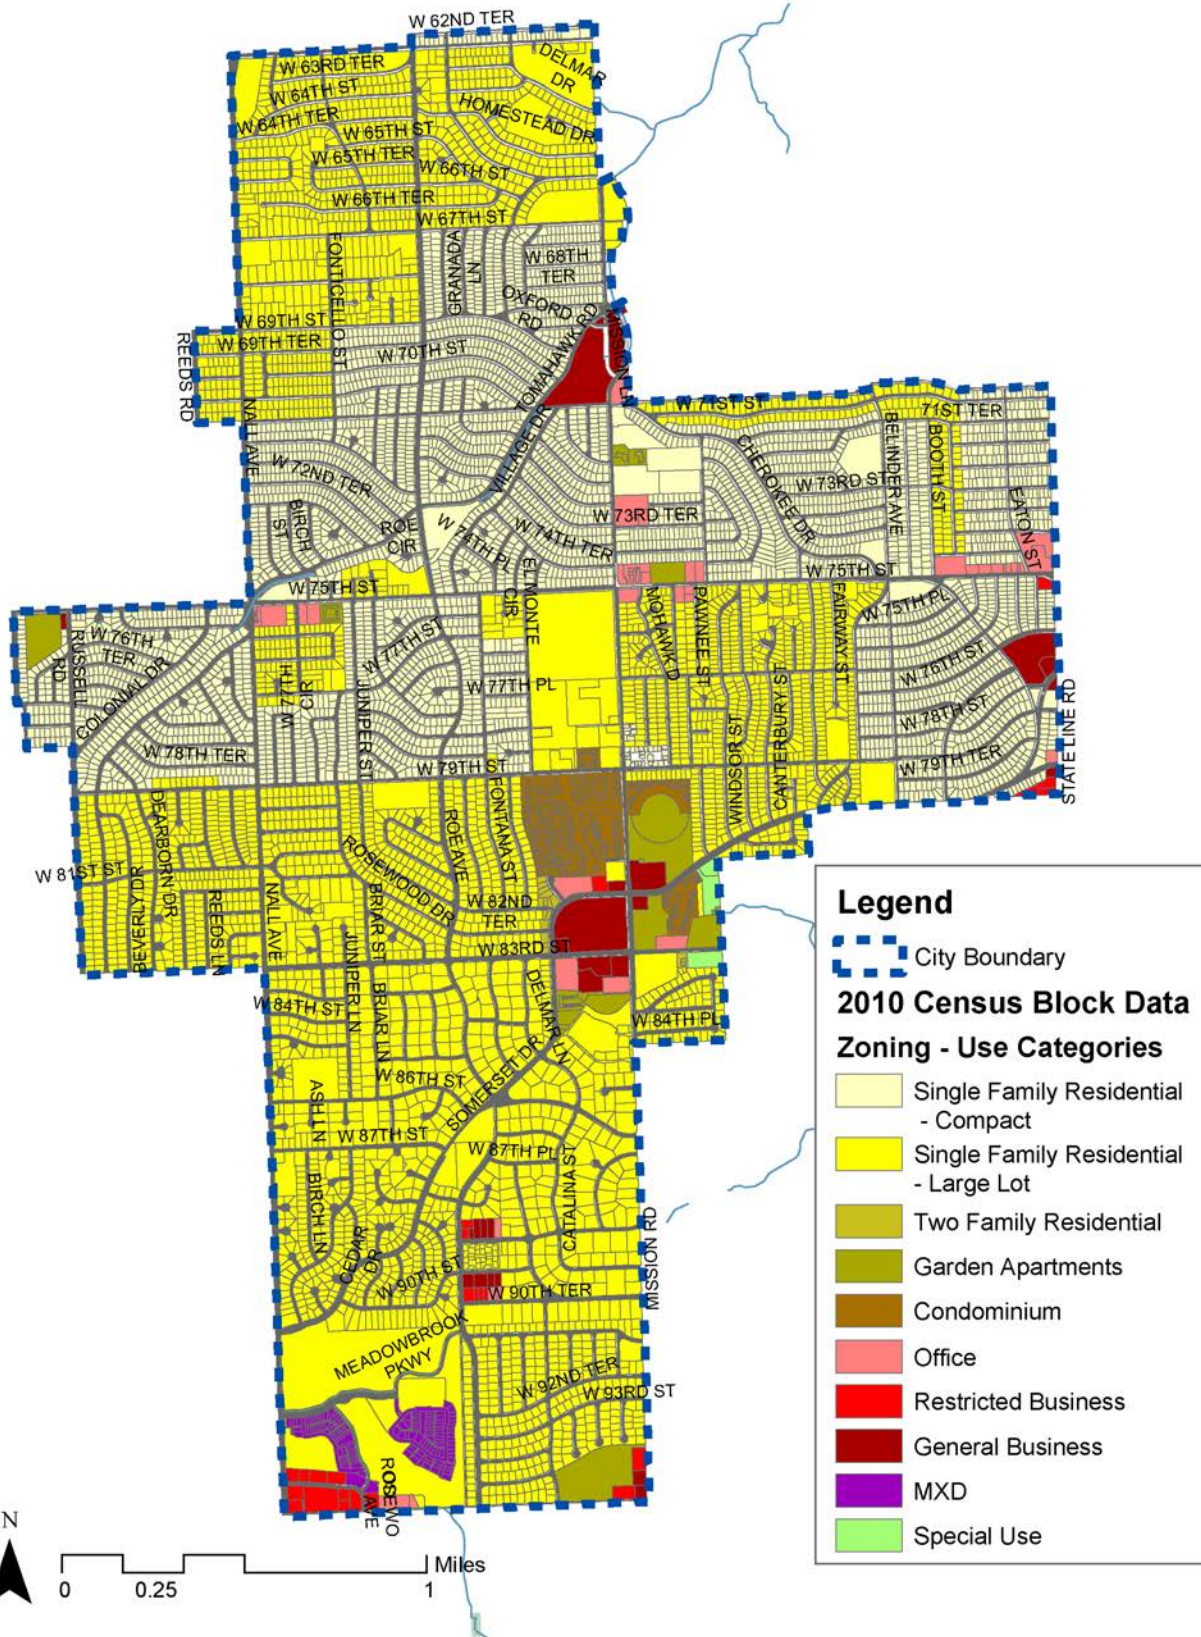 W 62ND TER
W 63RD TER
DELMAR
DR
W 64TH ST
HOMESTEAD DR
W 64TH TER
W 65TH ST
W 65TH TER
W 66TH ST
W 66TH TER
W 67TH ST
FONTICELLO ST
GRANADA
LN
W 68TH
TER
OXFORD
RD
W 69TH ST
W 69TH TER
REEDS RD
W 70TH ST
TOMAHAWK RD
MISSION LN
NALL AVE
VILLAGE DR
W 71ST ST
71ST TER
W 72ND TER
CHEROKEE DR
BELINDER AVE
BOOTH ST
W 73RD ST
EATON ST
BIRCH
ST
ROE
CIR
W 74TH PL
W 74TH TER
W 73RD TER
W 75TH ST
W 75TH ST
EL MONTE
CIR
MOHAWK D
PAWNEE ST
FAIRWAY ST
W 75TH PL
W 76TH
TER
RUSSELL
RD
COLONIAL DR
W 77TH
CIR
W 77TH ST
JUNIPER ST
W 77TH PL
W 76TH ST
W 78TH ST
CANTERBURY ST
WINDSOR ST
STATE LINE RD
W 78TH TER
W 79TH ST
W 79TH TER
DEARBORN DR
FONTANA ST
ROE AVE
ROSEWOOD DR
W 81ST ST
BEVERLY DR
REEDS LN
NALL AVE
BRIAR ST
W 82ND
TER
W 83RD ST
JUNIPER LN
BRIAR LN
DELMAR LN
W 84TH ST
W 84TH PL
W 86TH ST
SOMERSET DR
ASH LN
W 87TH ST
W 87TH PL
CATALINA ST
BIRCH LN
CEDAR
DR
W 90TH ST
W 90TH TER
MISSION RD
MEADOWBROOK
PKWY
W 92ND TER
W 93RD ST
ROSEWO
ROE
AVE
Legend
City Boundary
2010 Census Block Data
Zoning - Use Categories
Single Family Residential
- Compact
Single Family Residential
- Large Lot
Two Family Residential
Garden Apartments
Condominium
Office
Restricted Business
General Business
MXD
Special Use
N
Miles
0 0.25 1